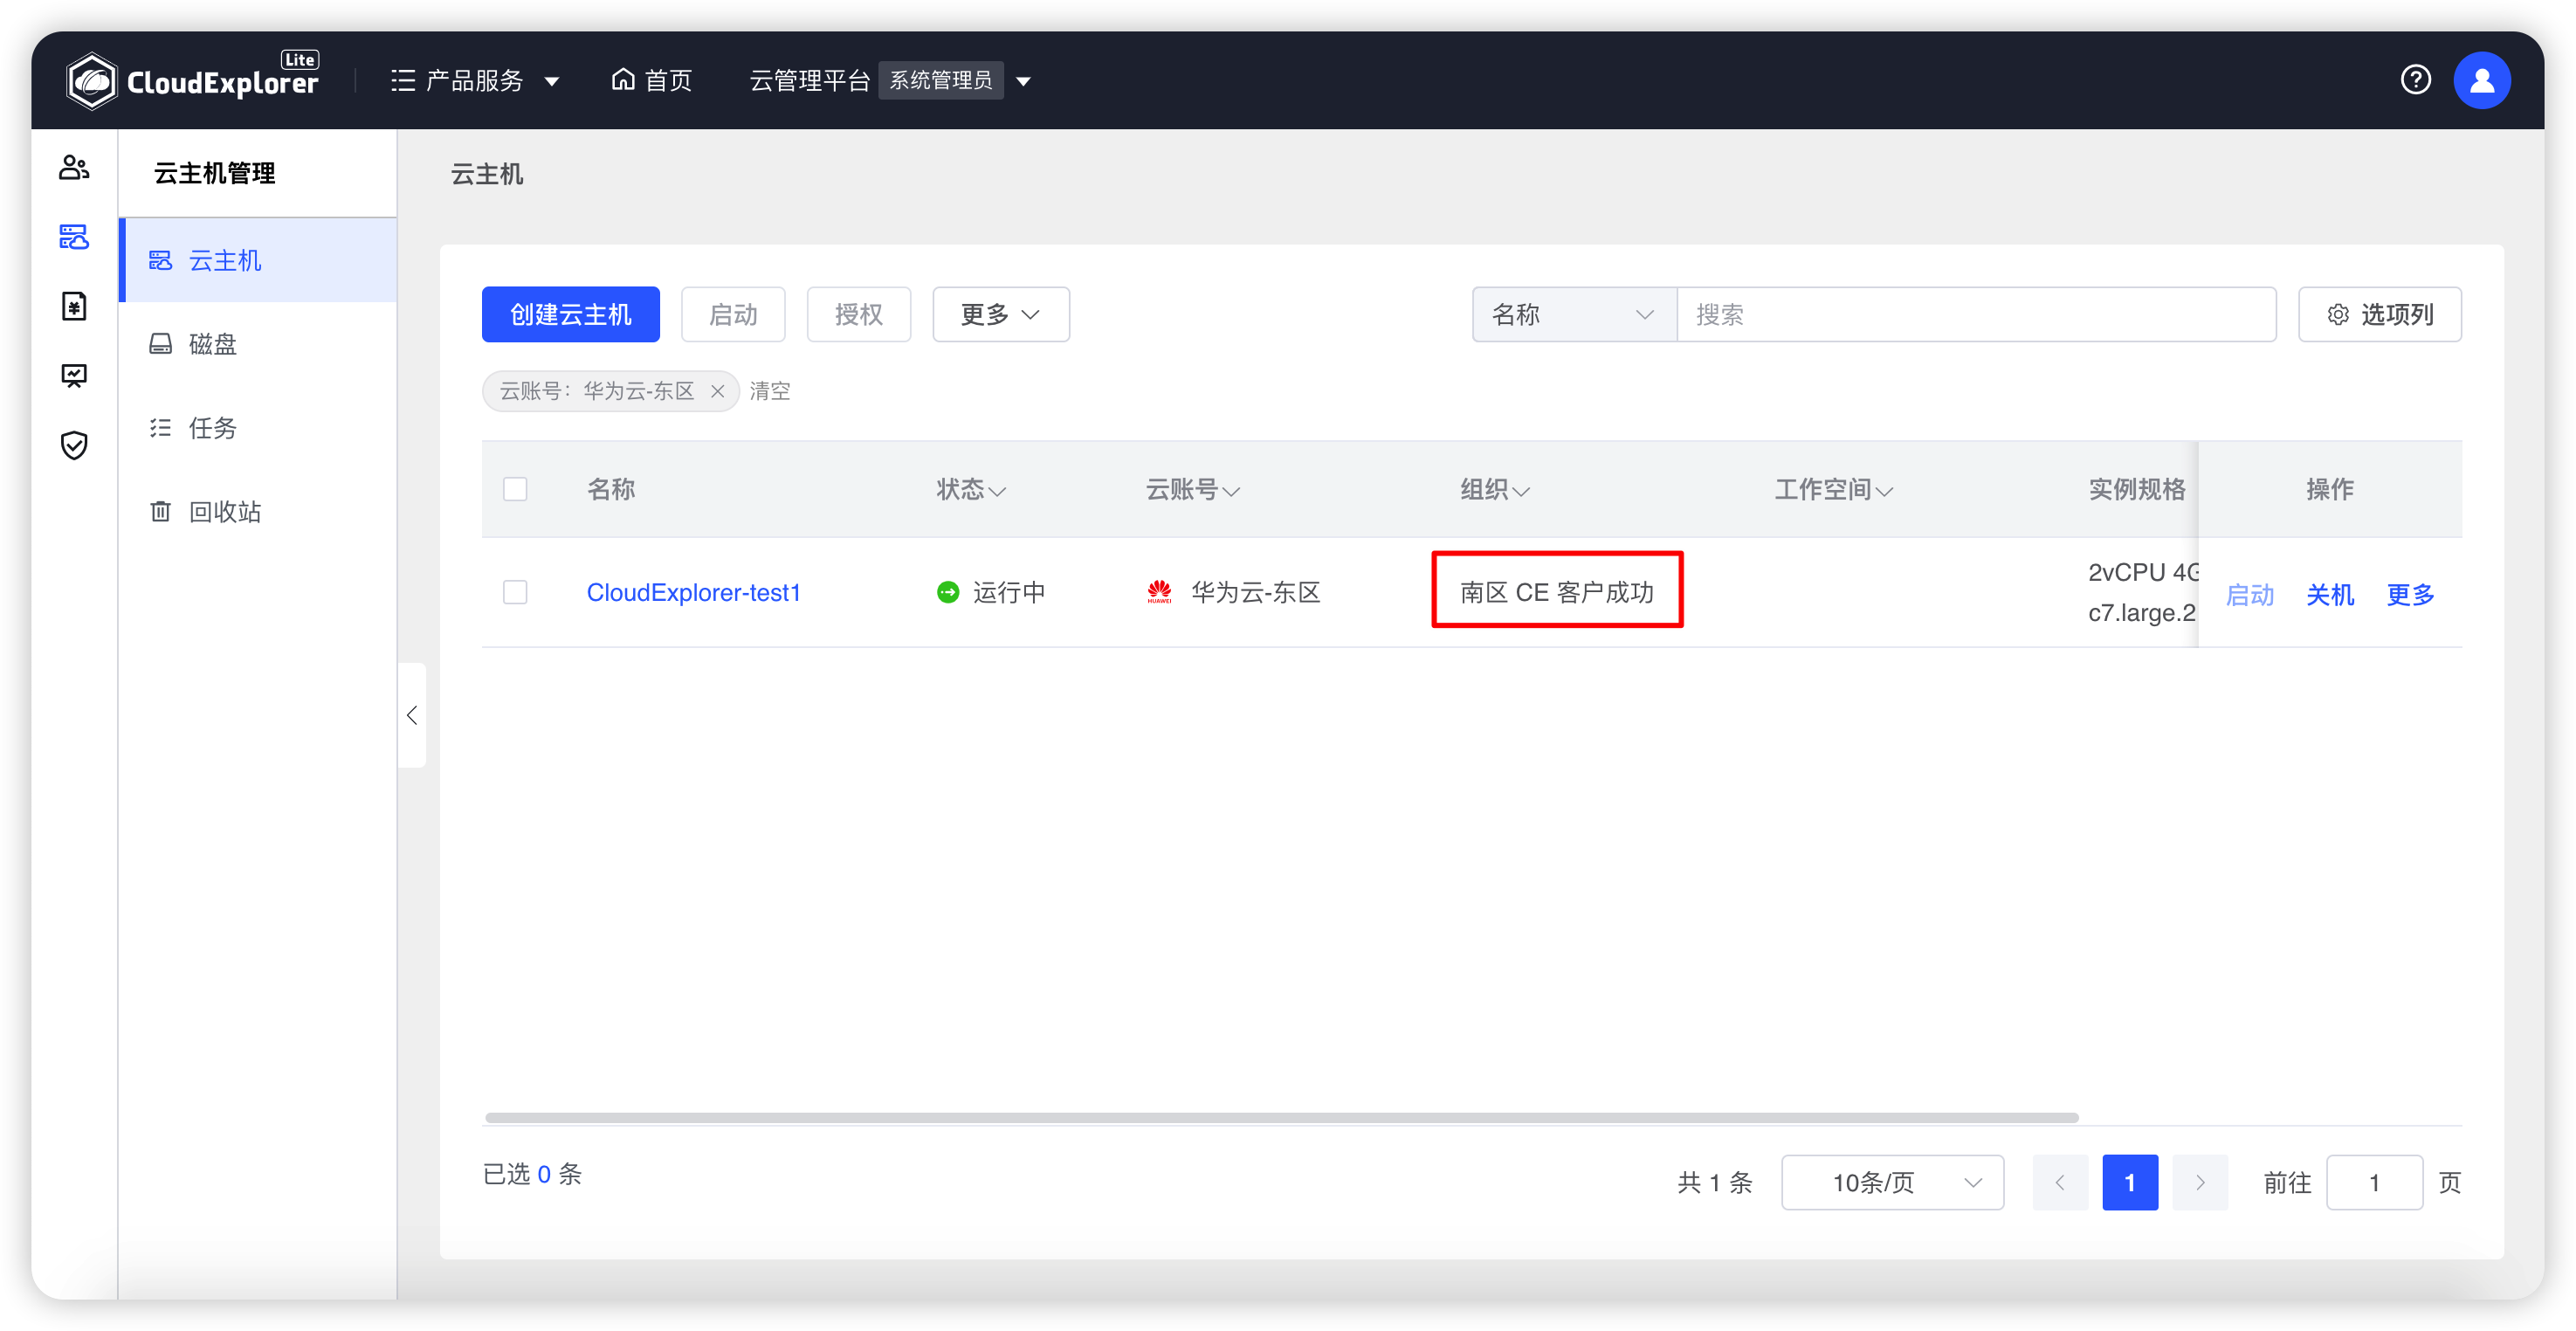 CloudExplorer Lite
产品服务
首页
云管理平台 系统管理员
云主机管理
云主机
磁盘
任务
回收站
云主机
创建云主机 启动 授权 更多
名称 搜索 选项列
云账号: 华为云-东区 清空
名称 状态 云账号 组织 工作空间 实例规格 操作
CloudExplorer-test1 运行中 HUAWEI 华为云-东区 南区 CE 客户成功 2vCPU 4G 启动 关机 更多
c7.large.2
已选 0 条
共 1 条 10条/页 1 前往 1 页